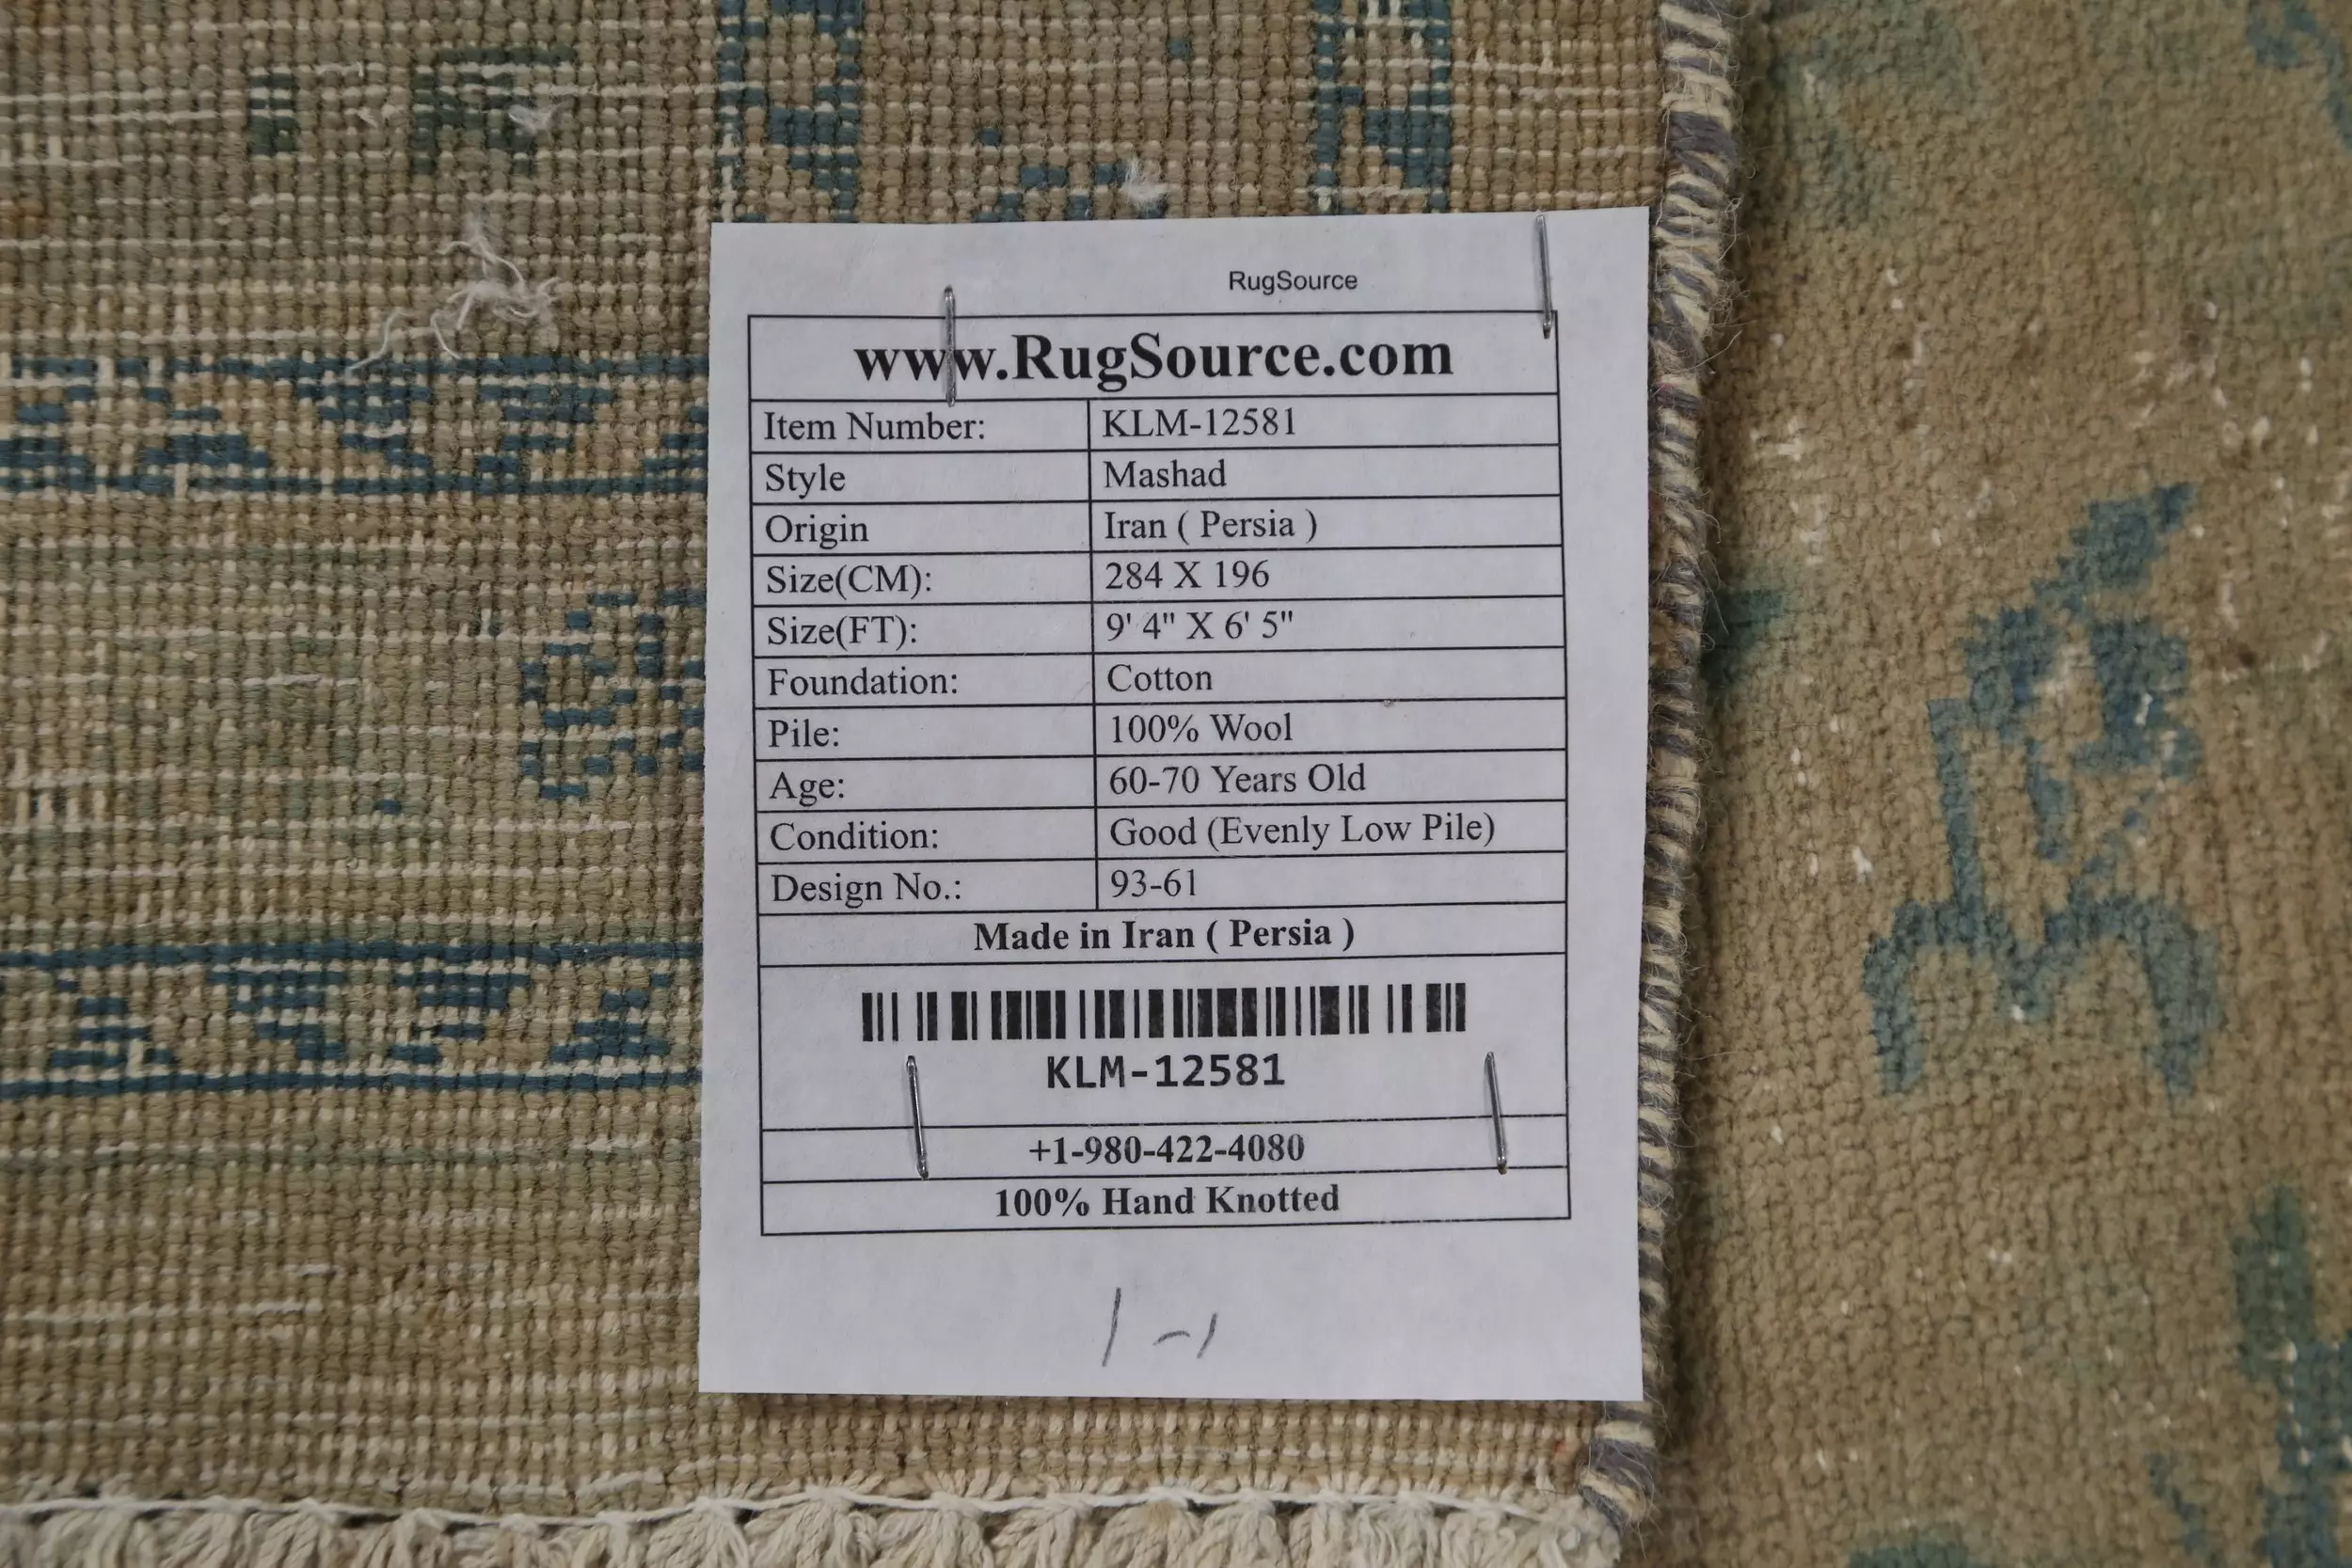 RugSource
www.RugSource.com
Item Number: KLM-12581
Style Mashad
Origin Iran ( Persia )
Size(CM): 284 X 196
Size(FT): 9' 4" X 6' 5"
Foundation: Cotton
Pile: 100% Wool
Age: 60-70 Years Old
Condition: Good (Evenly Low Pile)
Design No.: 93-61
Made in Iran ( Persia )
KLM-12581
+1-980-422-4080
100% Hand Knotted
1-1